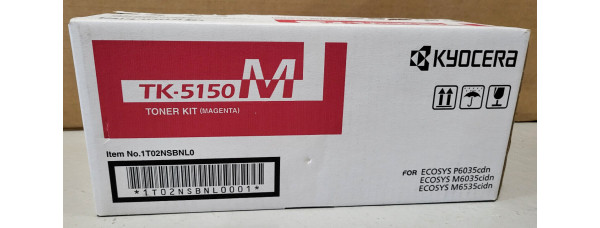 TK-5150 M
TONER KIT (MAGENTA)
KYOCERA
Item No.1T02NSBNL0
*1T02NSBNL0001*
FOR ECOSYS P6035cdn
ECOSYS M6035cidn
ECOSYS M6535cidn